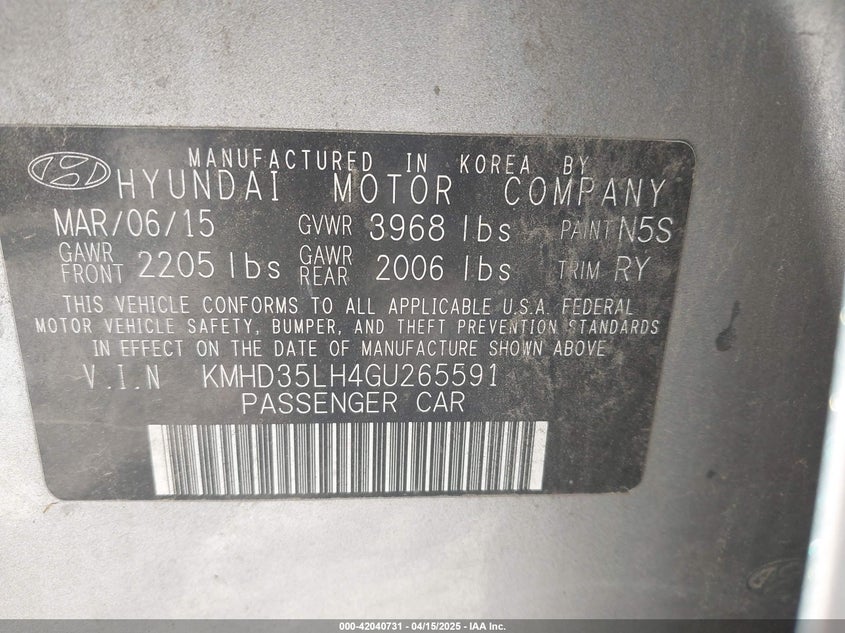 MANUFACTURED IN KOREA BY
HYUNDAI MOTOR COMPANY
MAR/06/15 GVWR 3968 lbs PAINT N5S
GAWR FRONT 2205 lbs GAWR REAR 2006 lbs TRIM RY
THIS VEHICLE CONFORMS TO ALL APPLICABLE U.S.A. FEDERAL
MOTOR VEHICLE SAFETY, BUMPER, AND THEFT PREVENTION STANDARDS
IN EFFECT ON THE DATE OF MANUFACTURE SHOWN ABOVE
V.I.N KMHD35LH4GU265591
PASSENGER CAR
000-42040731 - 04/15/2025 - IAA Inc.